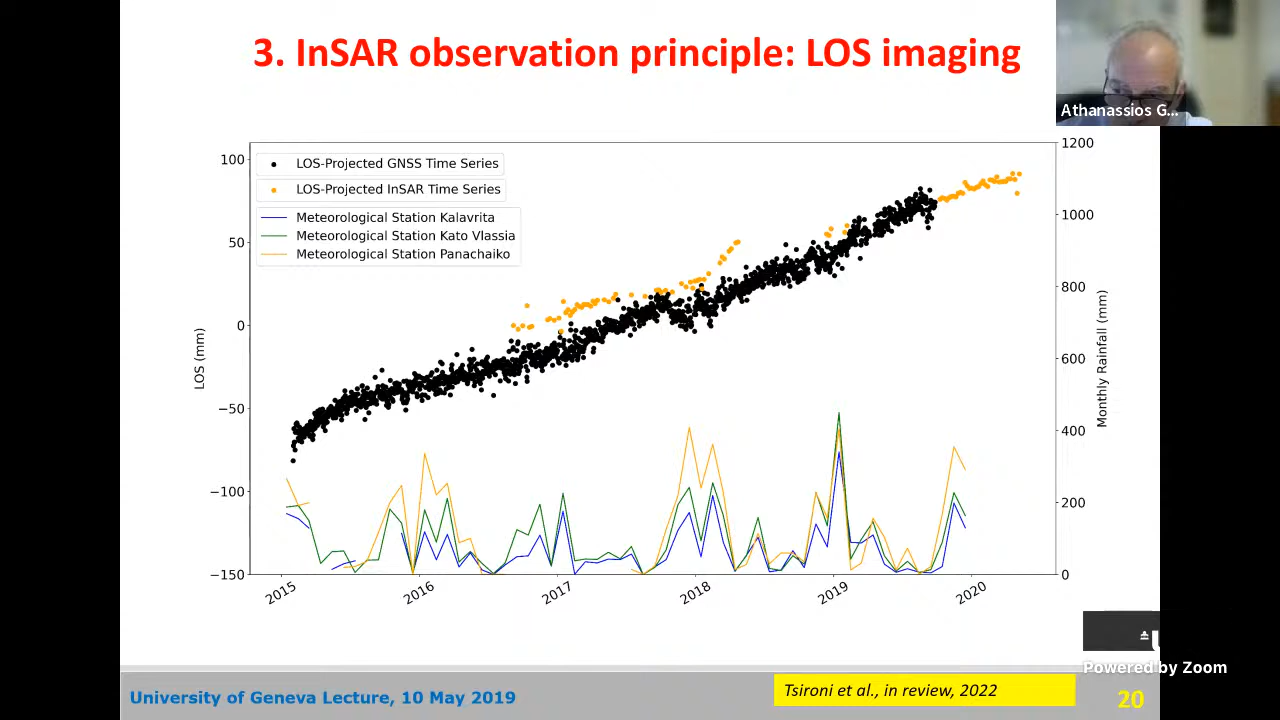 3. InSAR observation principle: LOS imaging
Athanassios G...
LOS-Projected GNSS Time Series
LOS-Projected InSAR Time Series
Meteorological Station Kalavrita
Meteorological Station Kato Vlassia
Meteorological Station Panachaiko
100
50
0
−50
−100
−150
LOS (mm)
1200
1000
800
600
400
200
0
Monthly Rainfall (mm)
2015
2016
2017
2018
2019
2020
Powered by Zoom
University of Geneva Lecture, 10 May 2019
Tsironi et al., in review, 2022
20